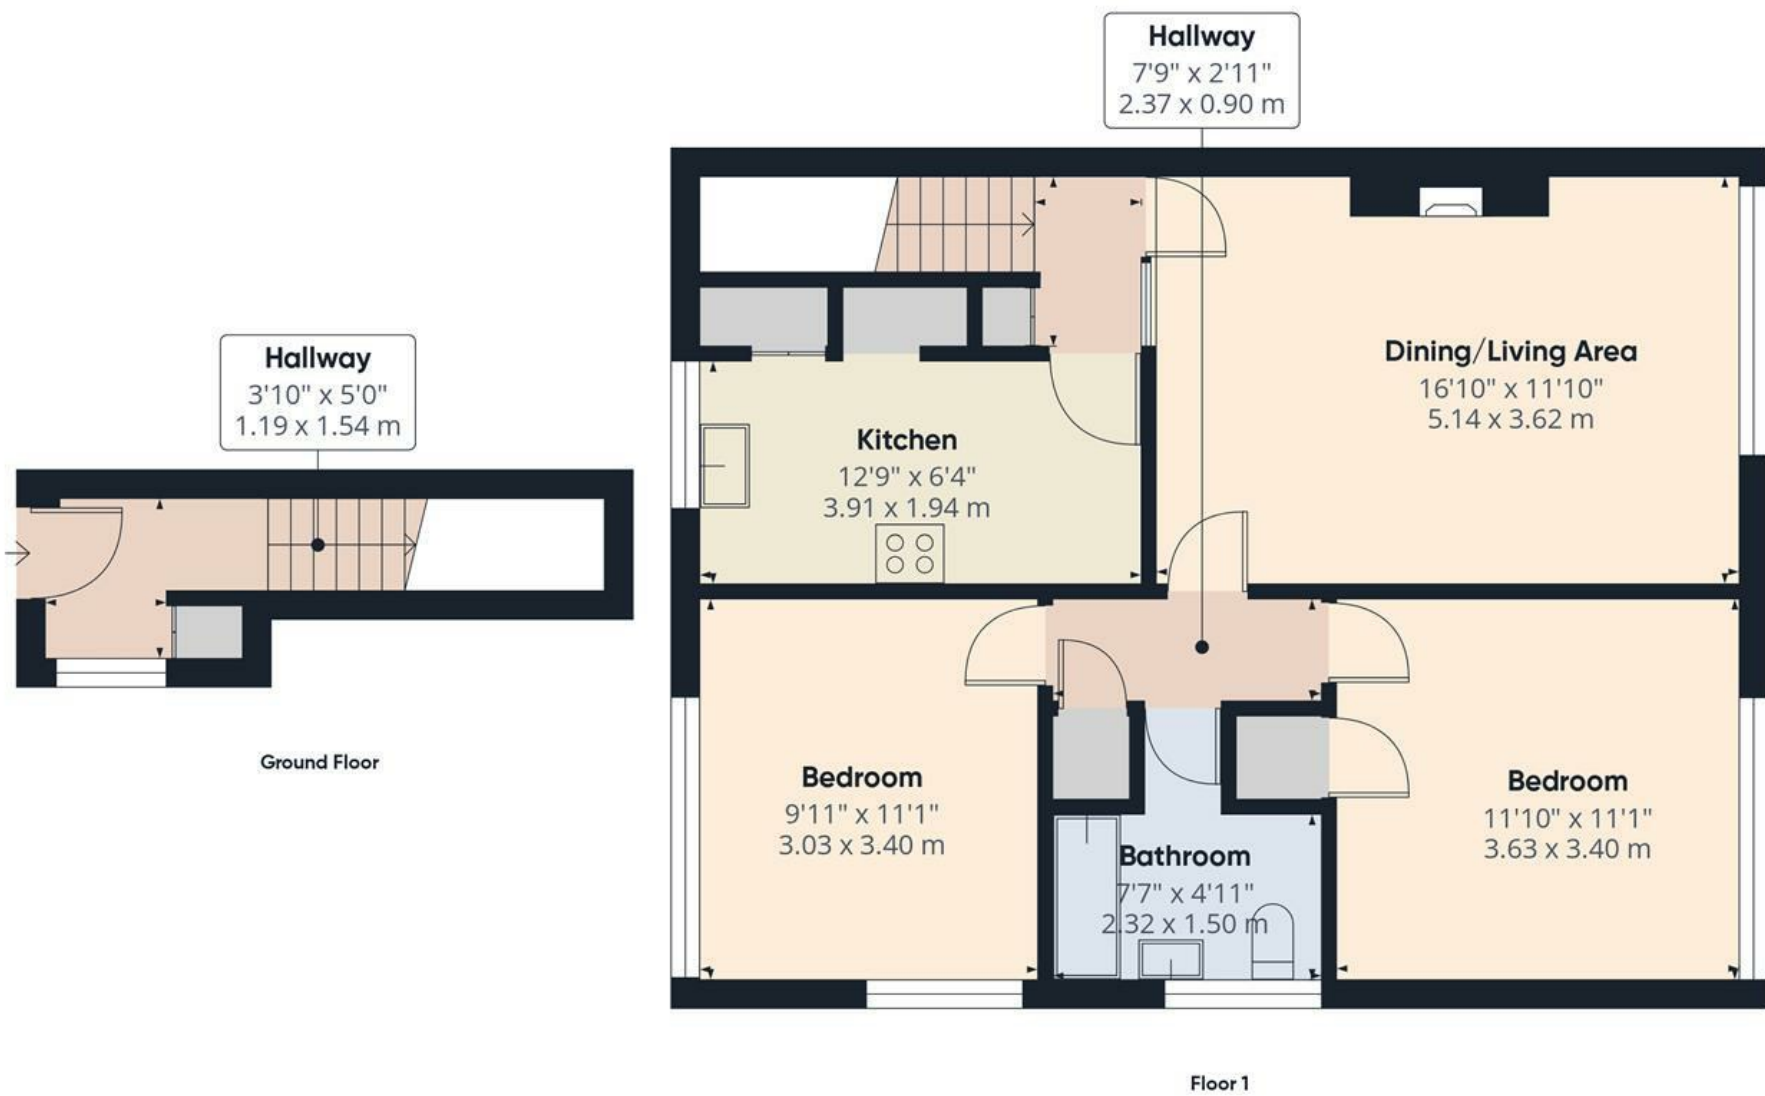 Hallway
7'9" x 2'11"
2.37 x 0.90 m
Hallway
3'10" x 5'0"
1.19 x 1.54 m
Dining/Living Area
16'10" x 11'10"
5.14 x 3.62 m
Kitchen
12'9" x 6'4"
3.91 x 1.94 m
Bedroom
9'11" x 11'1"
3.03 x 3.40 m
Bathroom
7'7" x 4'11"
2.32 x 1.50 m
Bedroom
11'10" x 11'1"
3.63 x 3.40 m
Ground Floor
Floor 1